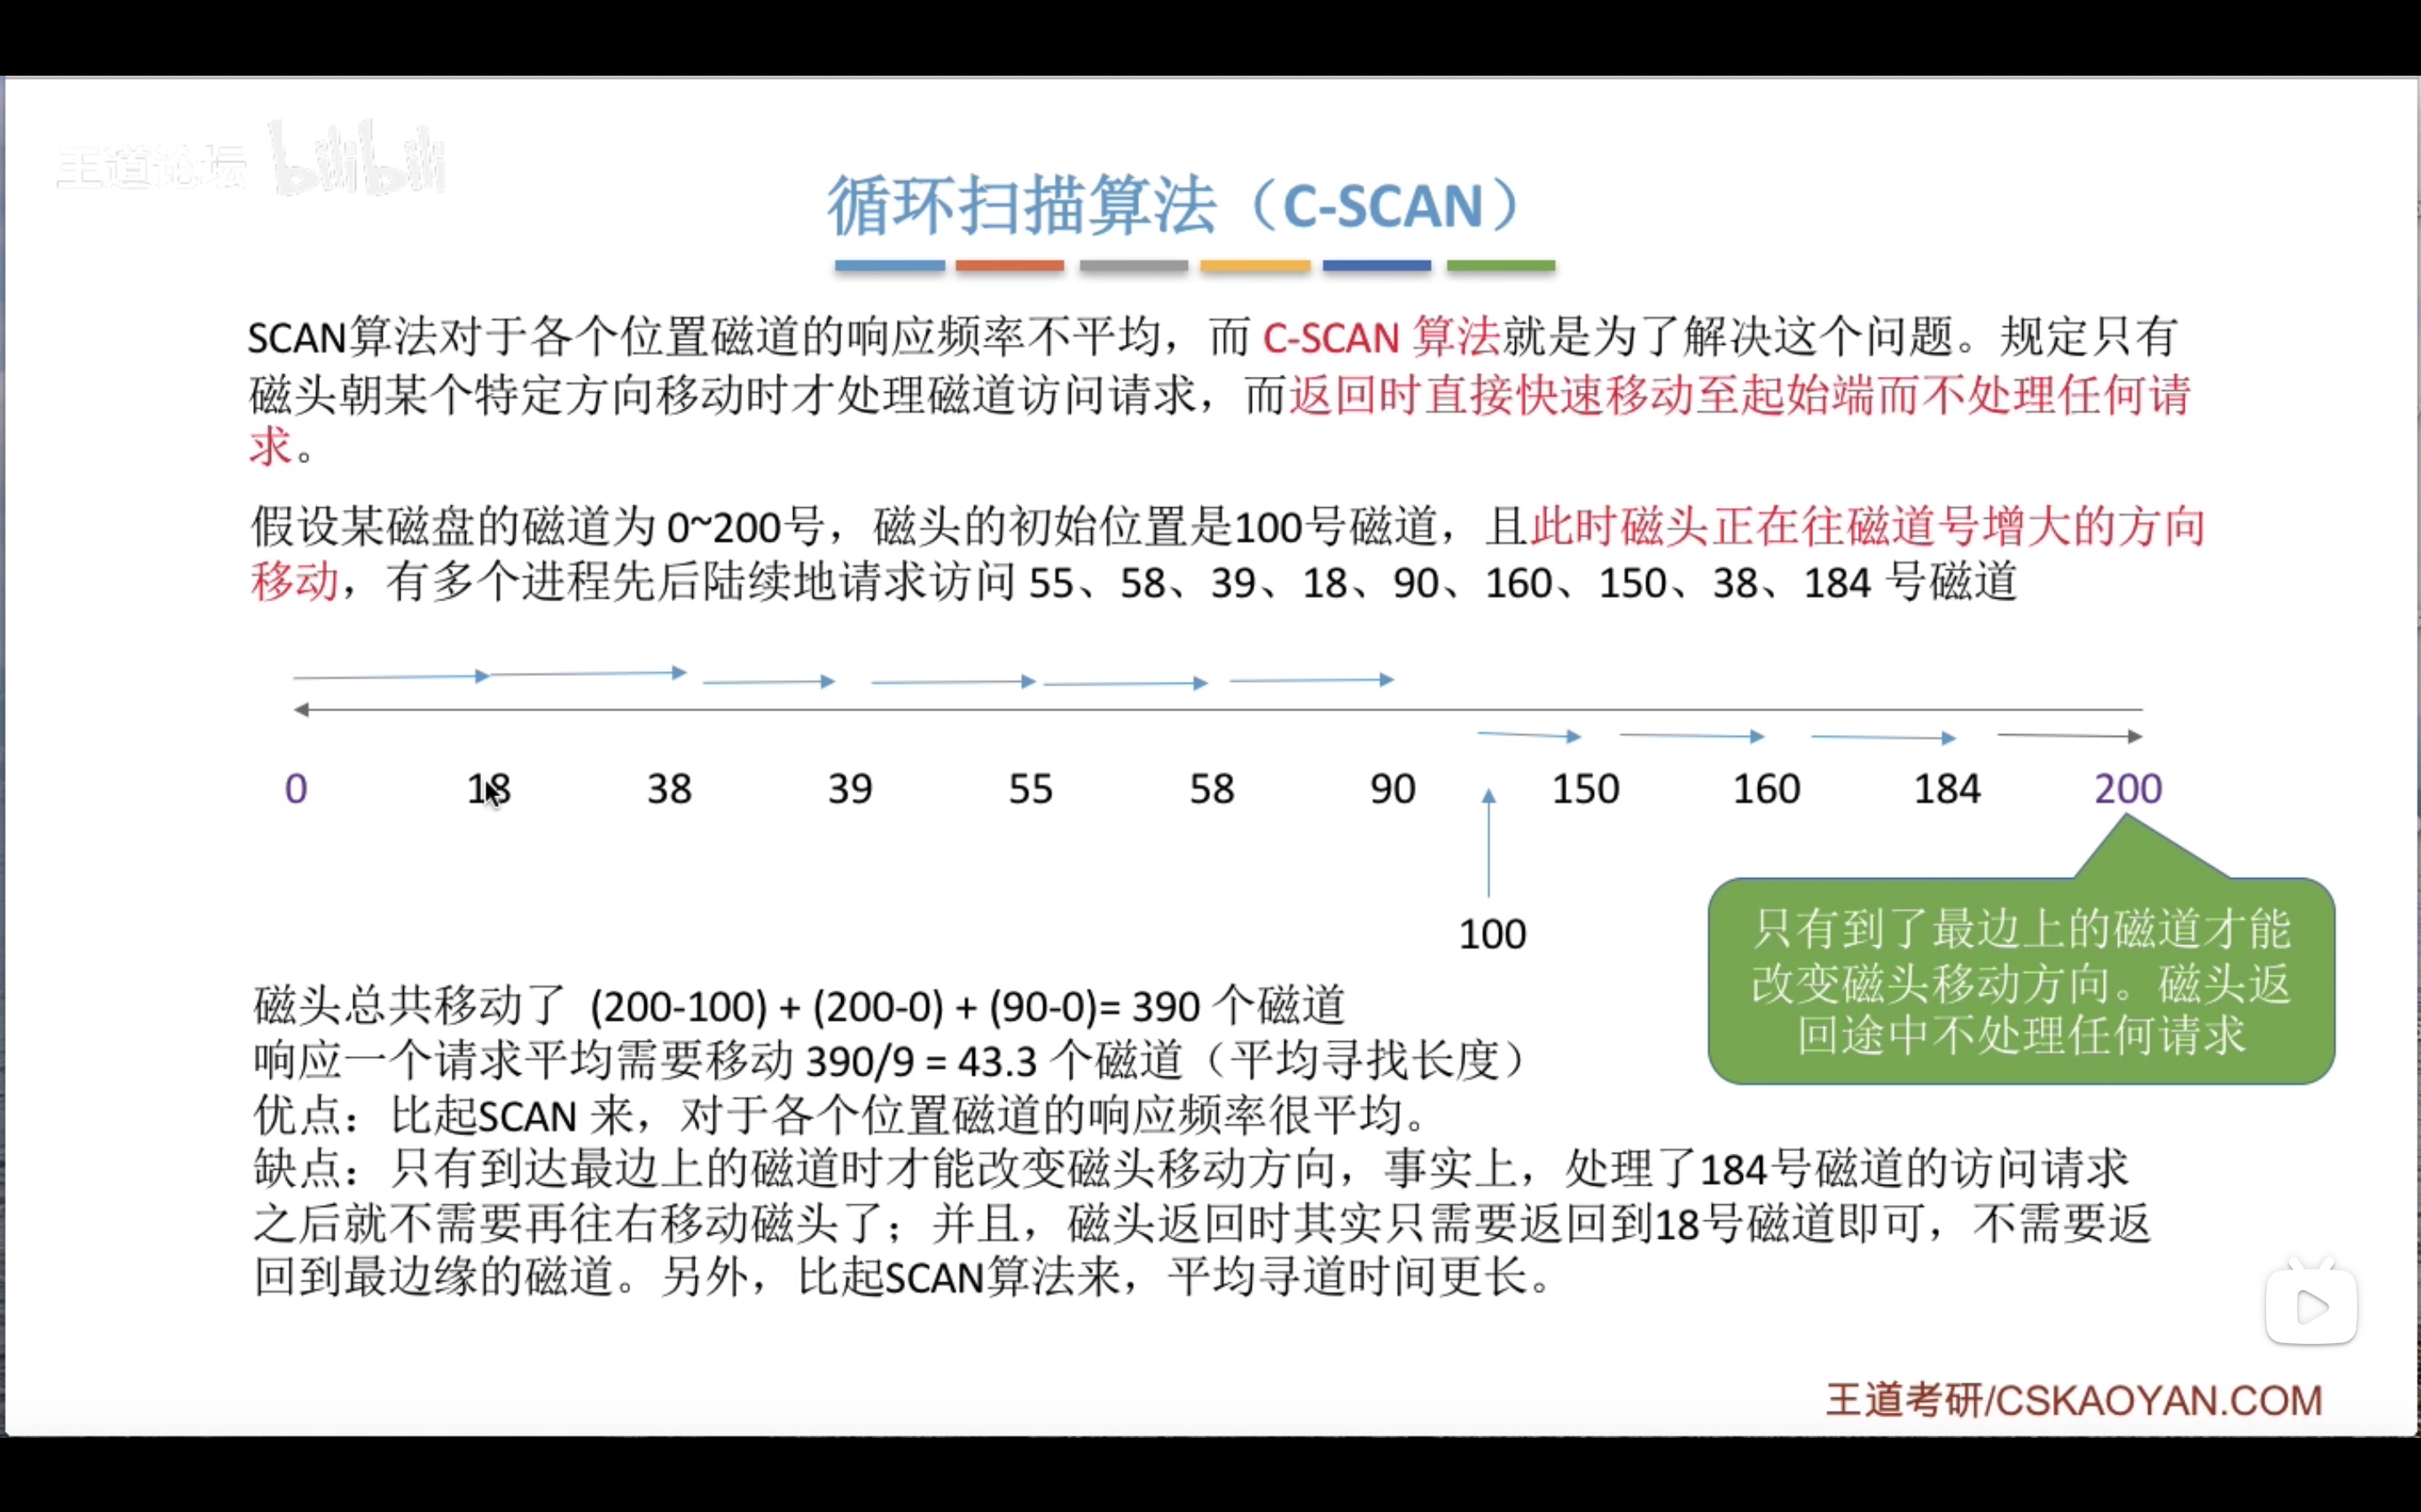 王道论坛 bilibili
循环扫描算法（C-SCAN）
SCAN算法对于各个位置磁道的响应频率不平均，而 C-SCAN 算法就是为了解决这个问题。规定只有
磁头朝某个特定方向移动时才处理磁道访问请求，而返回时直接快速移动至起始端而不处理任何请
求。
假设某磁盘的磁道为 0~200号，磁头的初始位置是100号磁道，且此时磁头正在往磁道号增大的方向
移动，有多个进程先后陆续地请求访问 55、58、39、18、90、160、150、38、184 号磁道
0 18 38 39 55 58 90 150 160 184 200
100
只有到了最边上的磁道才能
改变磁头移动方向。磁头返
回途中不处理任何请求
磁头总共移动了 (200-100) + (200-0) + (90-0)= 390 个磁道
响应一个请求平均需要移动 390/9 = 43.3 个磁道（平均寻找长度）
优点：比起SCAN 来，对于各个位置磁道的响应频率很平均。
缺点：只有到达最边上的磁道时才能改变磁头移动方向，事实上，处理了184号磁道的访问请求
之后就不需要再往右移动磁头了；并且，磁头返回时其实只需要返回到18号磁道即可，不需要返
回到最边缘的磁道。另外，比起SCAN算法来，平均寻道时间更长。
王道考研/CSKAOYAN.COM